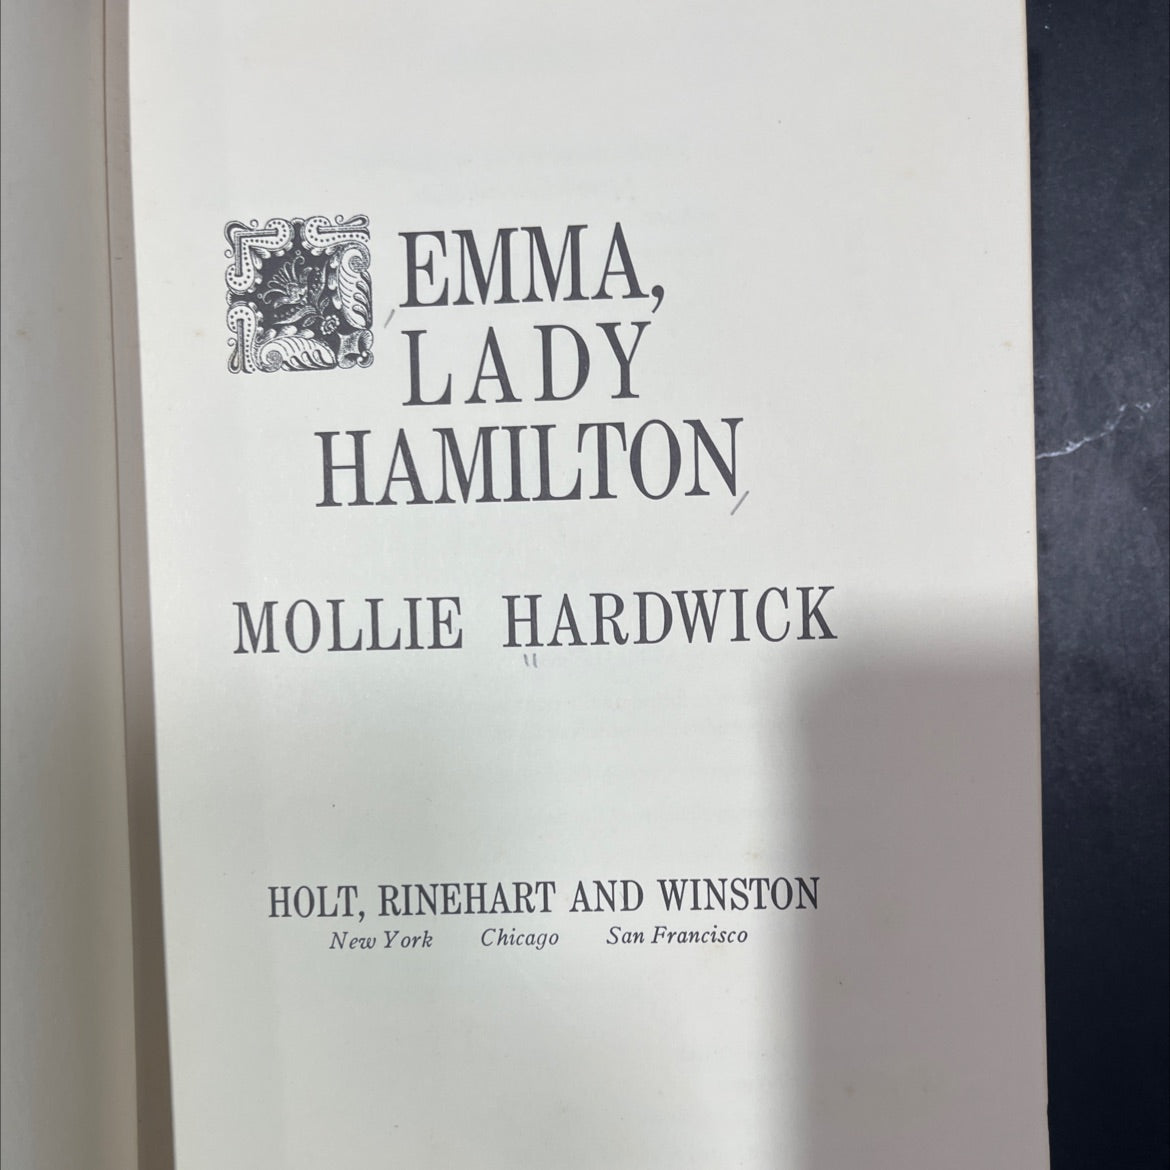 EMMA,
LADY
HAMILTON
MOLLIE HARDWICK
HOLT, RINEHART AND WINSTON
New York Chicago San Francisco